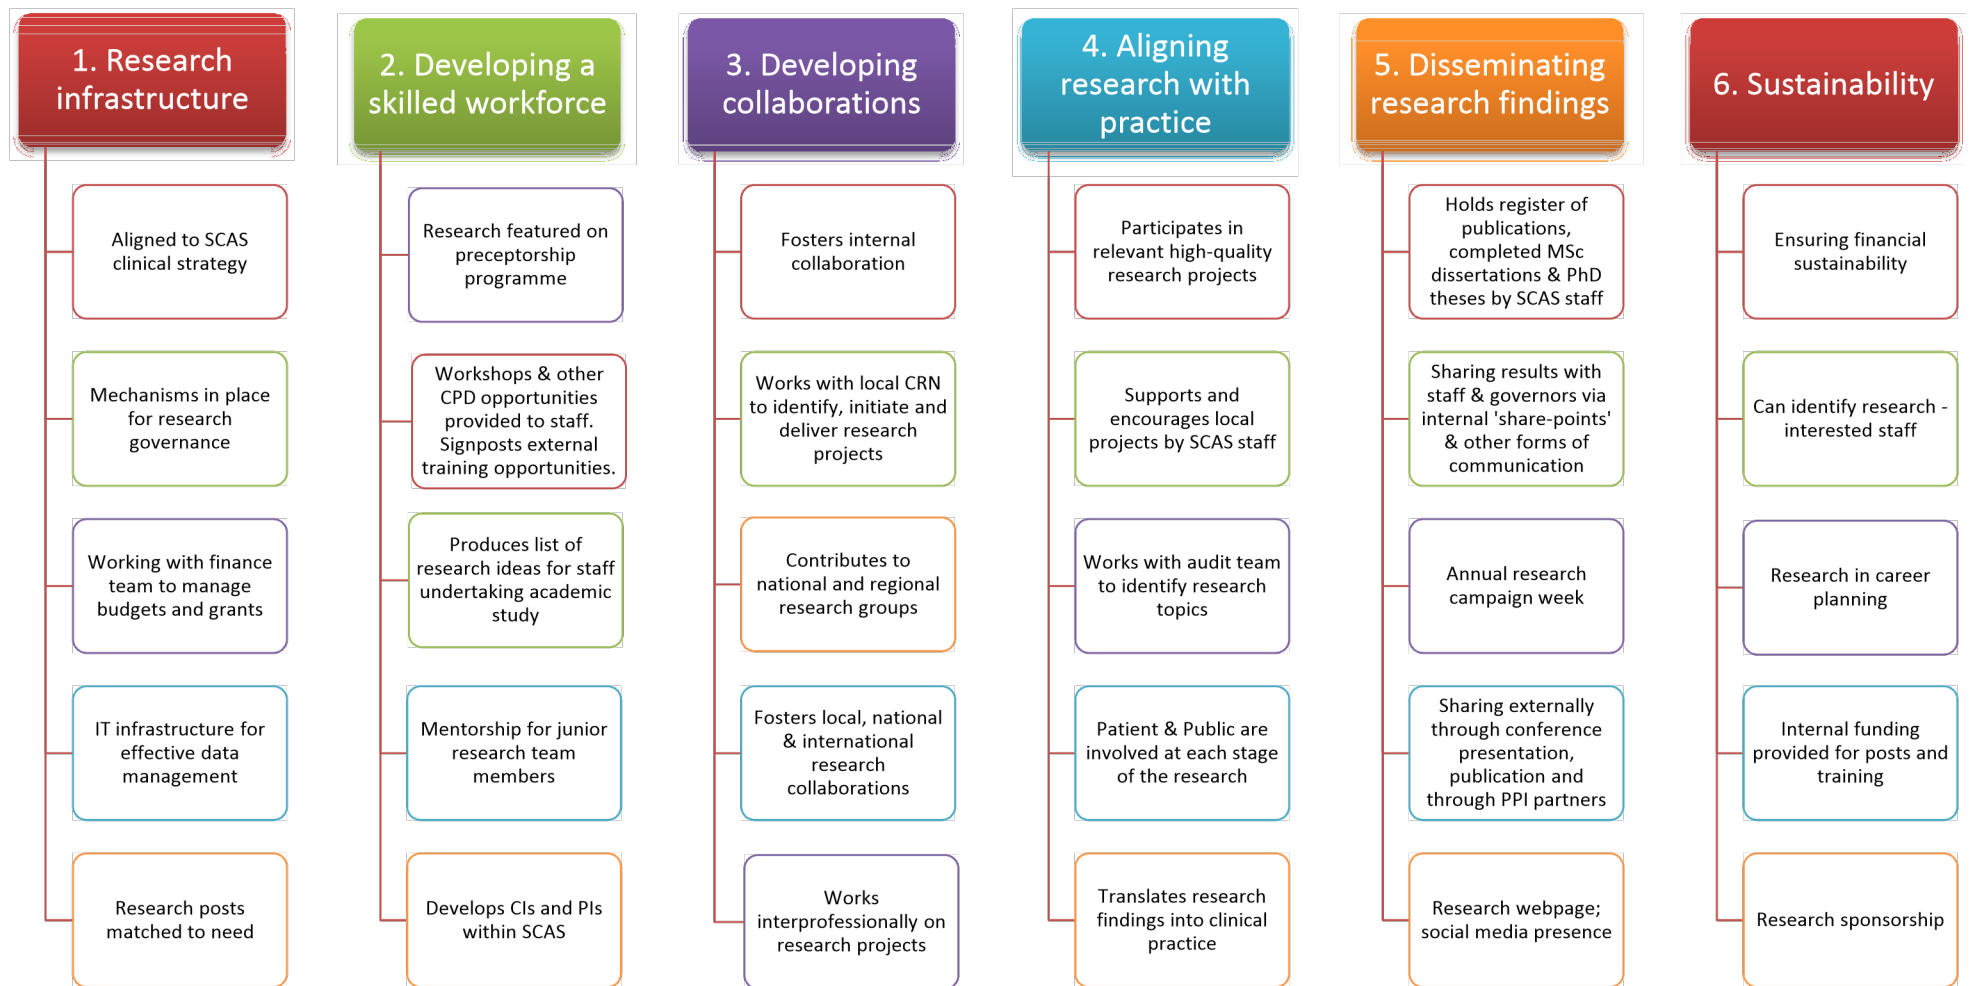 1. Research
infrastructure
Aligned to SCAS
clinical strategy
Mechanisms in place
for research
governance
Working with finance
team to manage
budgets and grants
IT infrastructure for
effective data
management
Research posts
matched to need
2. Developing a
skilled workforce
Research featured on
preceptorship
programme
Workshops & other
CPD opportunities
provided to staff.
Signposts external
training opportunities.
Produces list of
research ideas for staff
undertaking academic
study
Mentorship for junior
research team
members
Develops CIs and PIs
within SCAS
3. Developing
collaborations
Fosters internal
collaboration
Works with local CRN
to identify, initiate and
deliver research
projects
Contributes to
national and regional
research groups
Fosters local, national
& international
research
collaborations
Works
interprofessionally on
research projects
4. Aligning
research with
practice
Participates in
relevant high-quality
research projects
Supports and
encourages local
projects by SCAS staff
Works with audit team
to identify research
topics
Patient & Public are
involved at each stage
of the research
Translates research
findings into clinical
practice
5. Disseminating
research findings
Holds register of
publications,
completed MSc
dissertations & PhD
theses by SCAS staff
Sharing results with
staff & governors via
internal 'share-points'
& other forms of
communication
Annual research
campaign week
Sharing externally
through conference
presentation,
publication and
through PPI partners
Research webpage;
social media presence
6. Sustainability
Ensuring financial
sustainability
Can identify research -
interested staff
Research in career
planning
Internal funding
provided for posts and
training
Research sponsorship